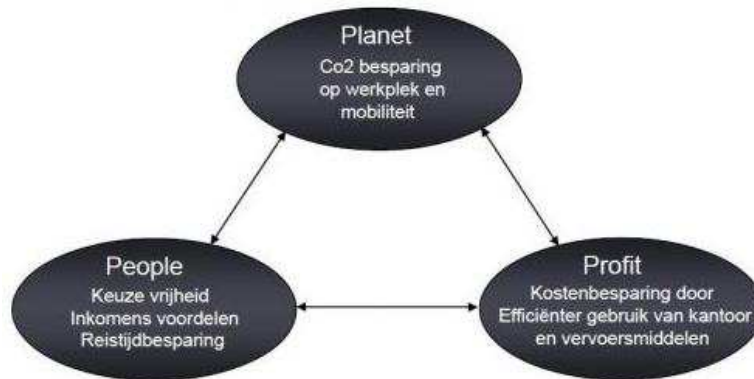 Planet
Co2 besparing
op werkplek en
mobiliteit
People
Keuze vrijheid
Inkomens voordelen
Reistijdbesparing
Profit
Kostenbesparing door
Efficiënter gebruik van kantoor
en vervoersmiddelen